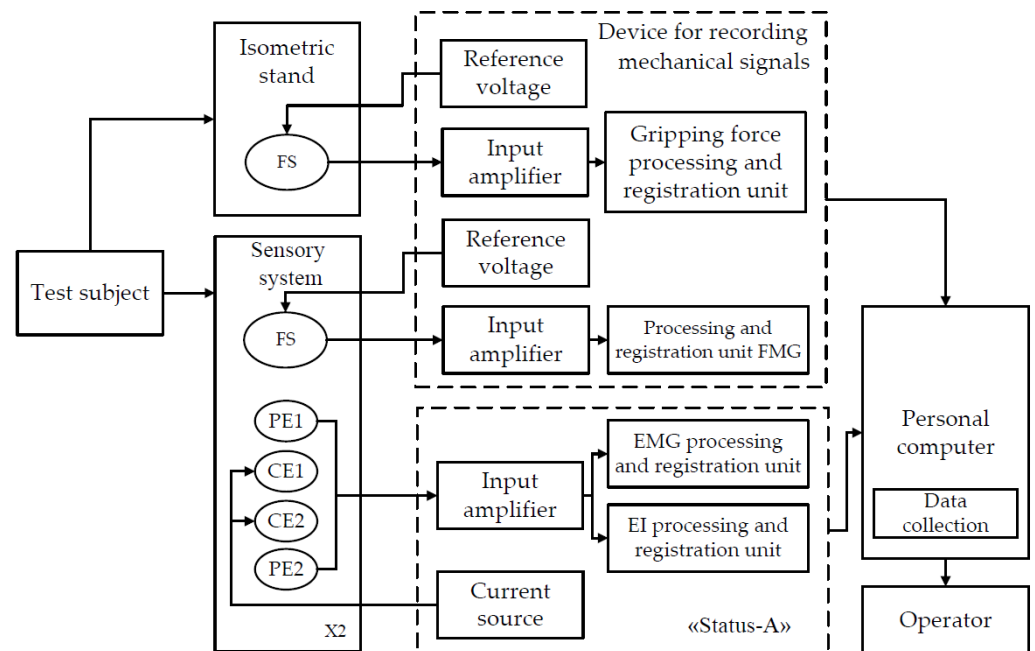 Isometric
stand
FS
Device for recording
mechanical signals
Reference
voltage
Input
amplifier
Gripping force
processing and
registration unit
Test subject
Sensory
system
FS
Reference
voltage
Input
amplifier
Processing and
registration unit FMG
PE1
CE1
CE2
PE2
X2
Input
amplifier
EMG processing
and registration unit
EI processing and
registration unit
Current
source
«Status-A»
Personal
computer
Data
collection
Operator